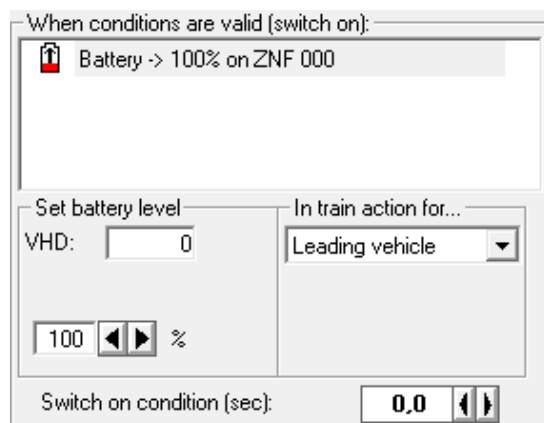 When conditions are valid (switch on):
Battery -> 100% on ZNF 000
Set battery level
In train action for...
VHD: 0
Leading vehicle
100 %
Switch on condition (sec): 0,0